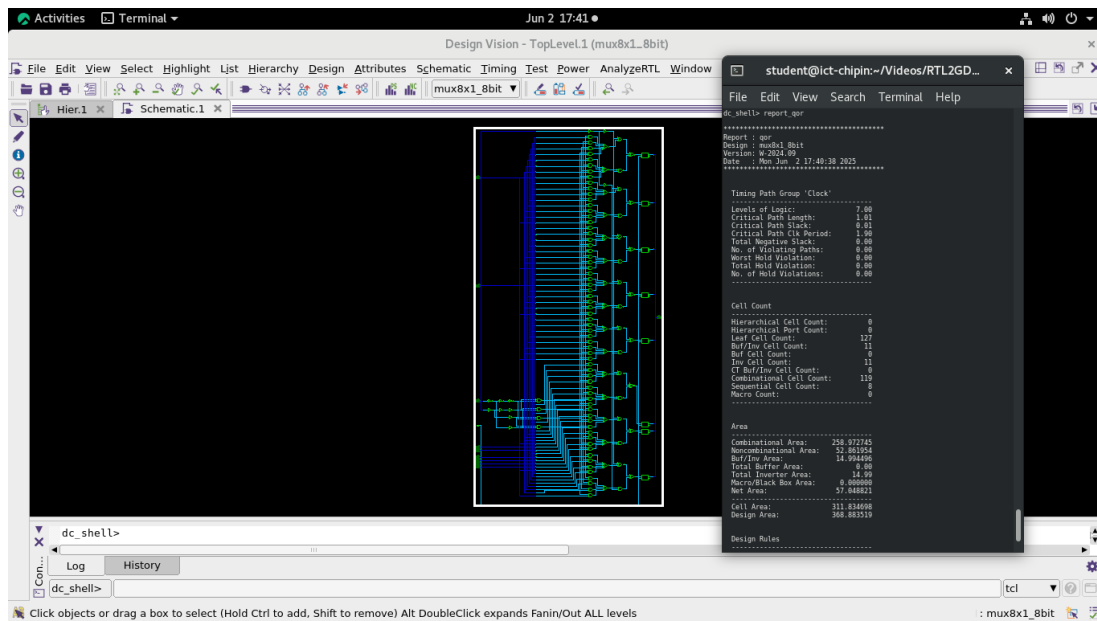 Activities Terminal Jun 2 17:41
Design Vision - TopLevel.1 (mux8x1_8bit)
File Edit View Select Highlight List Hierarchy Design Attributes Schematic Timing Test Power AnalyzeRTL Window
mux8x1_8bit
Hier.1 Schematic.1
student@ict-chipin:~/Videos/RTL2GD...
File Edit View Search Terminal Help
dc_shell> report_qor
****************************************
Report : qor
Design : mux8x1_8bit
Version: W-2024.09
Date : Mon Jun 2 17:40:38 2025
****************************************
Timing Path Group 'Clock'
-----------------------------------
Levels of Logic: 7.00
Critical Path Length: 1.01
Critical Path Slack: 0.01
Critical Path Clk Period: 1.90
Total Negative Slack: 0.00
No. of Violating Paths: 0.00
Worst Hold Violation: 0.00
Total Hold Violation: 0.00
No. of Hold Violations: 0.00
-----------------------------------
Cell Count
-----------------------------------
Hierarchical Cell Count: 0
Hierarchical Port Count: 0
Leaf Cell Count: 127
Buf/Inv Cell Count: 11
Buf Cell Count: 0
Inv Cell Count: 11
CT Buf/Inv Cell Count: 0
Combinational Cell Count: 119
Sequential Cell Count: 8
Macro Count: 0
-----------------------------------
Area
-----------------------------------
Combinational Area: 258.972745
Noncombinational Area: 52.861954
Buf/Inv Area: 14.994496
Total Buffer Area: 0.00
Total Inverter Area: 14.99
Macro/Black Box Area: 0.000000
Net Area: 57.048821
-----------------------------------
Cell Area: 311.834698
Design Area: 368.883519
Design Rules
-----------------------------------
dc_shell>
Con...
Log History
dc_shell> tcl
Click objects or drag a box to select (Hold Ctrl to add, Shift to remove) Alt DoubleClick expands Fanin/Out ALL levels : mux8x1_8bit